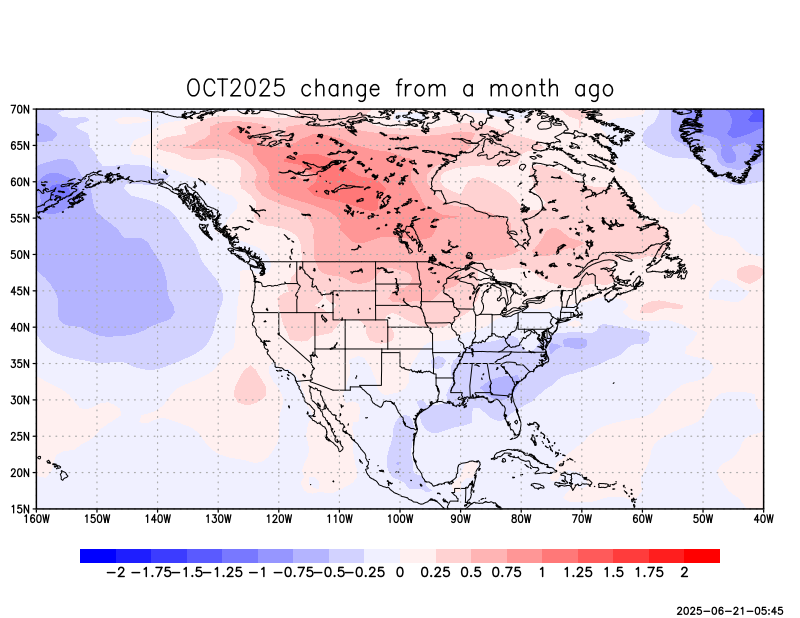 OCT2025 change from a month ago
70N
65N
60N
55N
50N
45N
40N
35N
30N
25N
20N
15N
160W 150W 140W 130W 120W 110W 100W 90W 80W 70W 60W 50W 40W
−2 −1.75 −1.5 −1.25 −1 −0.75 −0.5 −0.25 0 0.25 0.5 0.75 1 1.25 1.5 1.75 2
2025−06−21−05:45